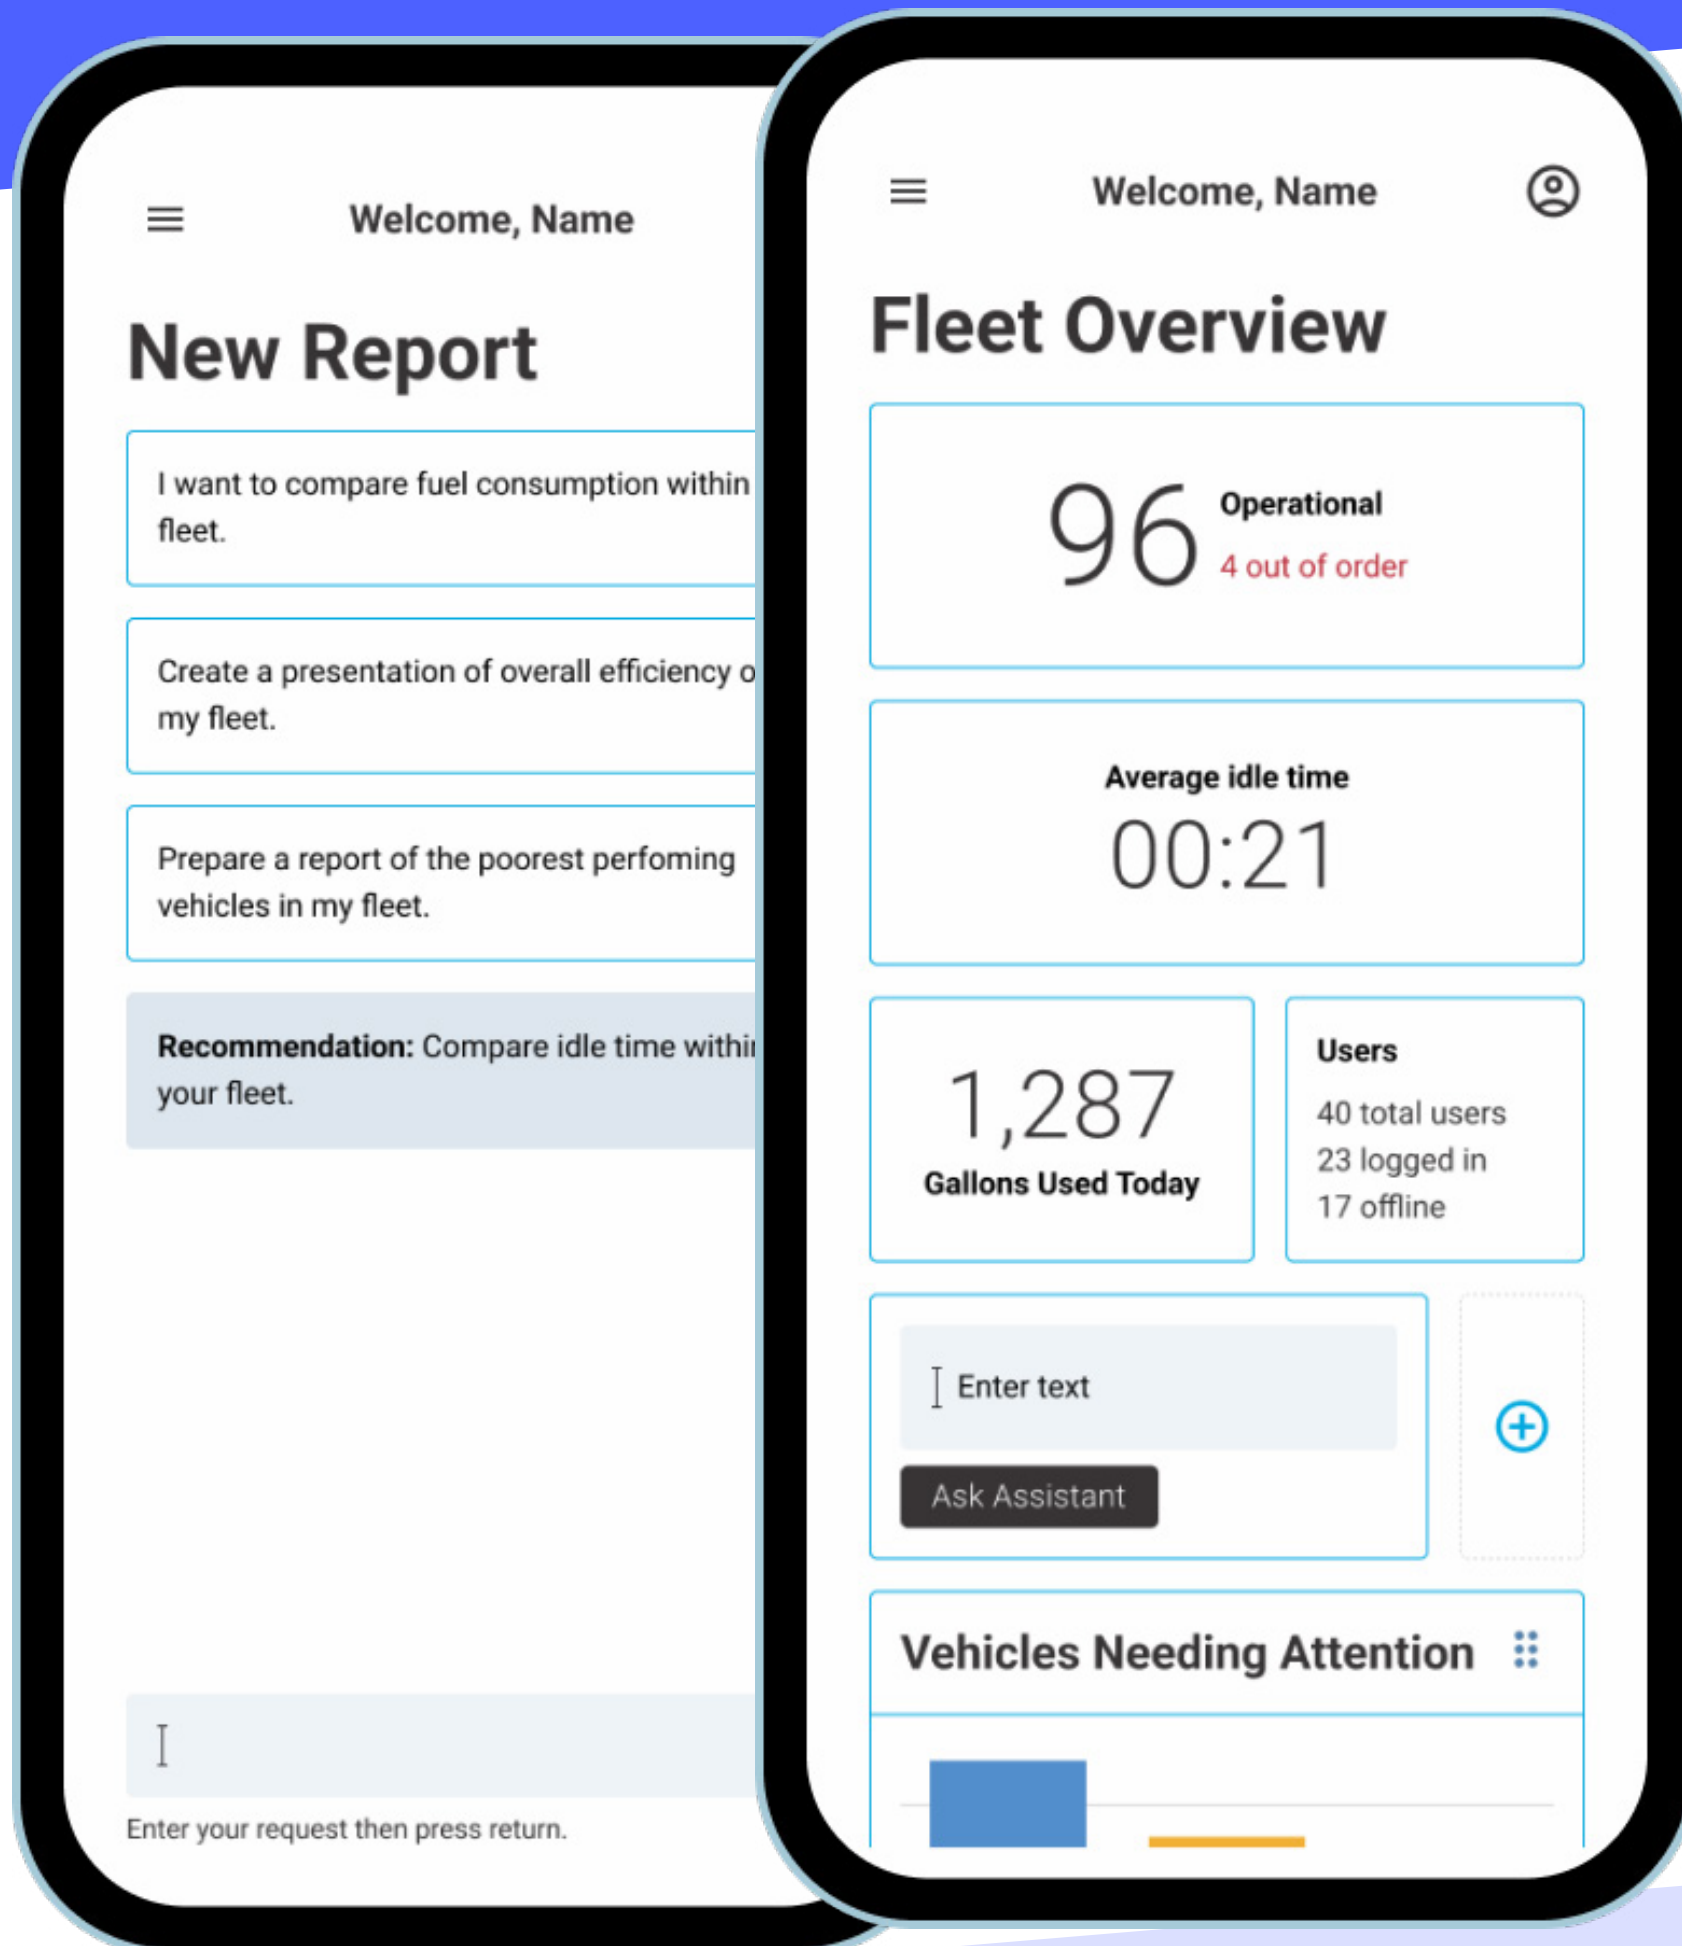 Welcome, Name
New Report
I want to compare fuel consumption within
fleet.
Create a presentation of overall efficiency
my fleet.
Prepare a report of the poorest perfoming
vehicles in my fleet.
Recommendation: Compare idle time
your fleet.
Enter your request then press return.
Welcome, Name
Fleet Overview
96
Operational
4 out of order
Average idle time
00:21
1,287
Gallons Used Today
Users
40 total users
23 logged in
17 offline
Enter text
Ask Assistant
Vehicles Needing Attention